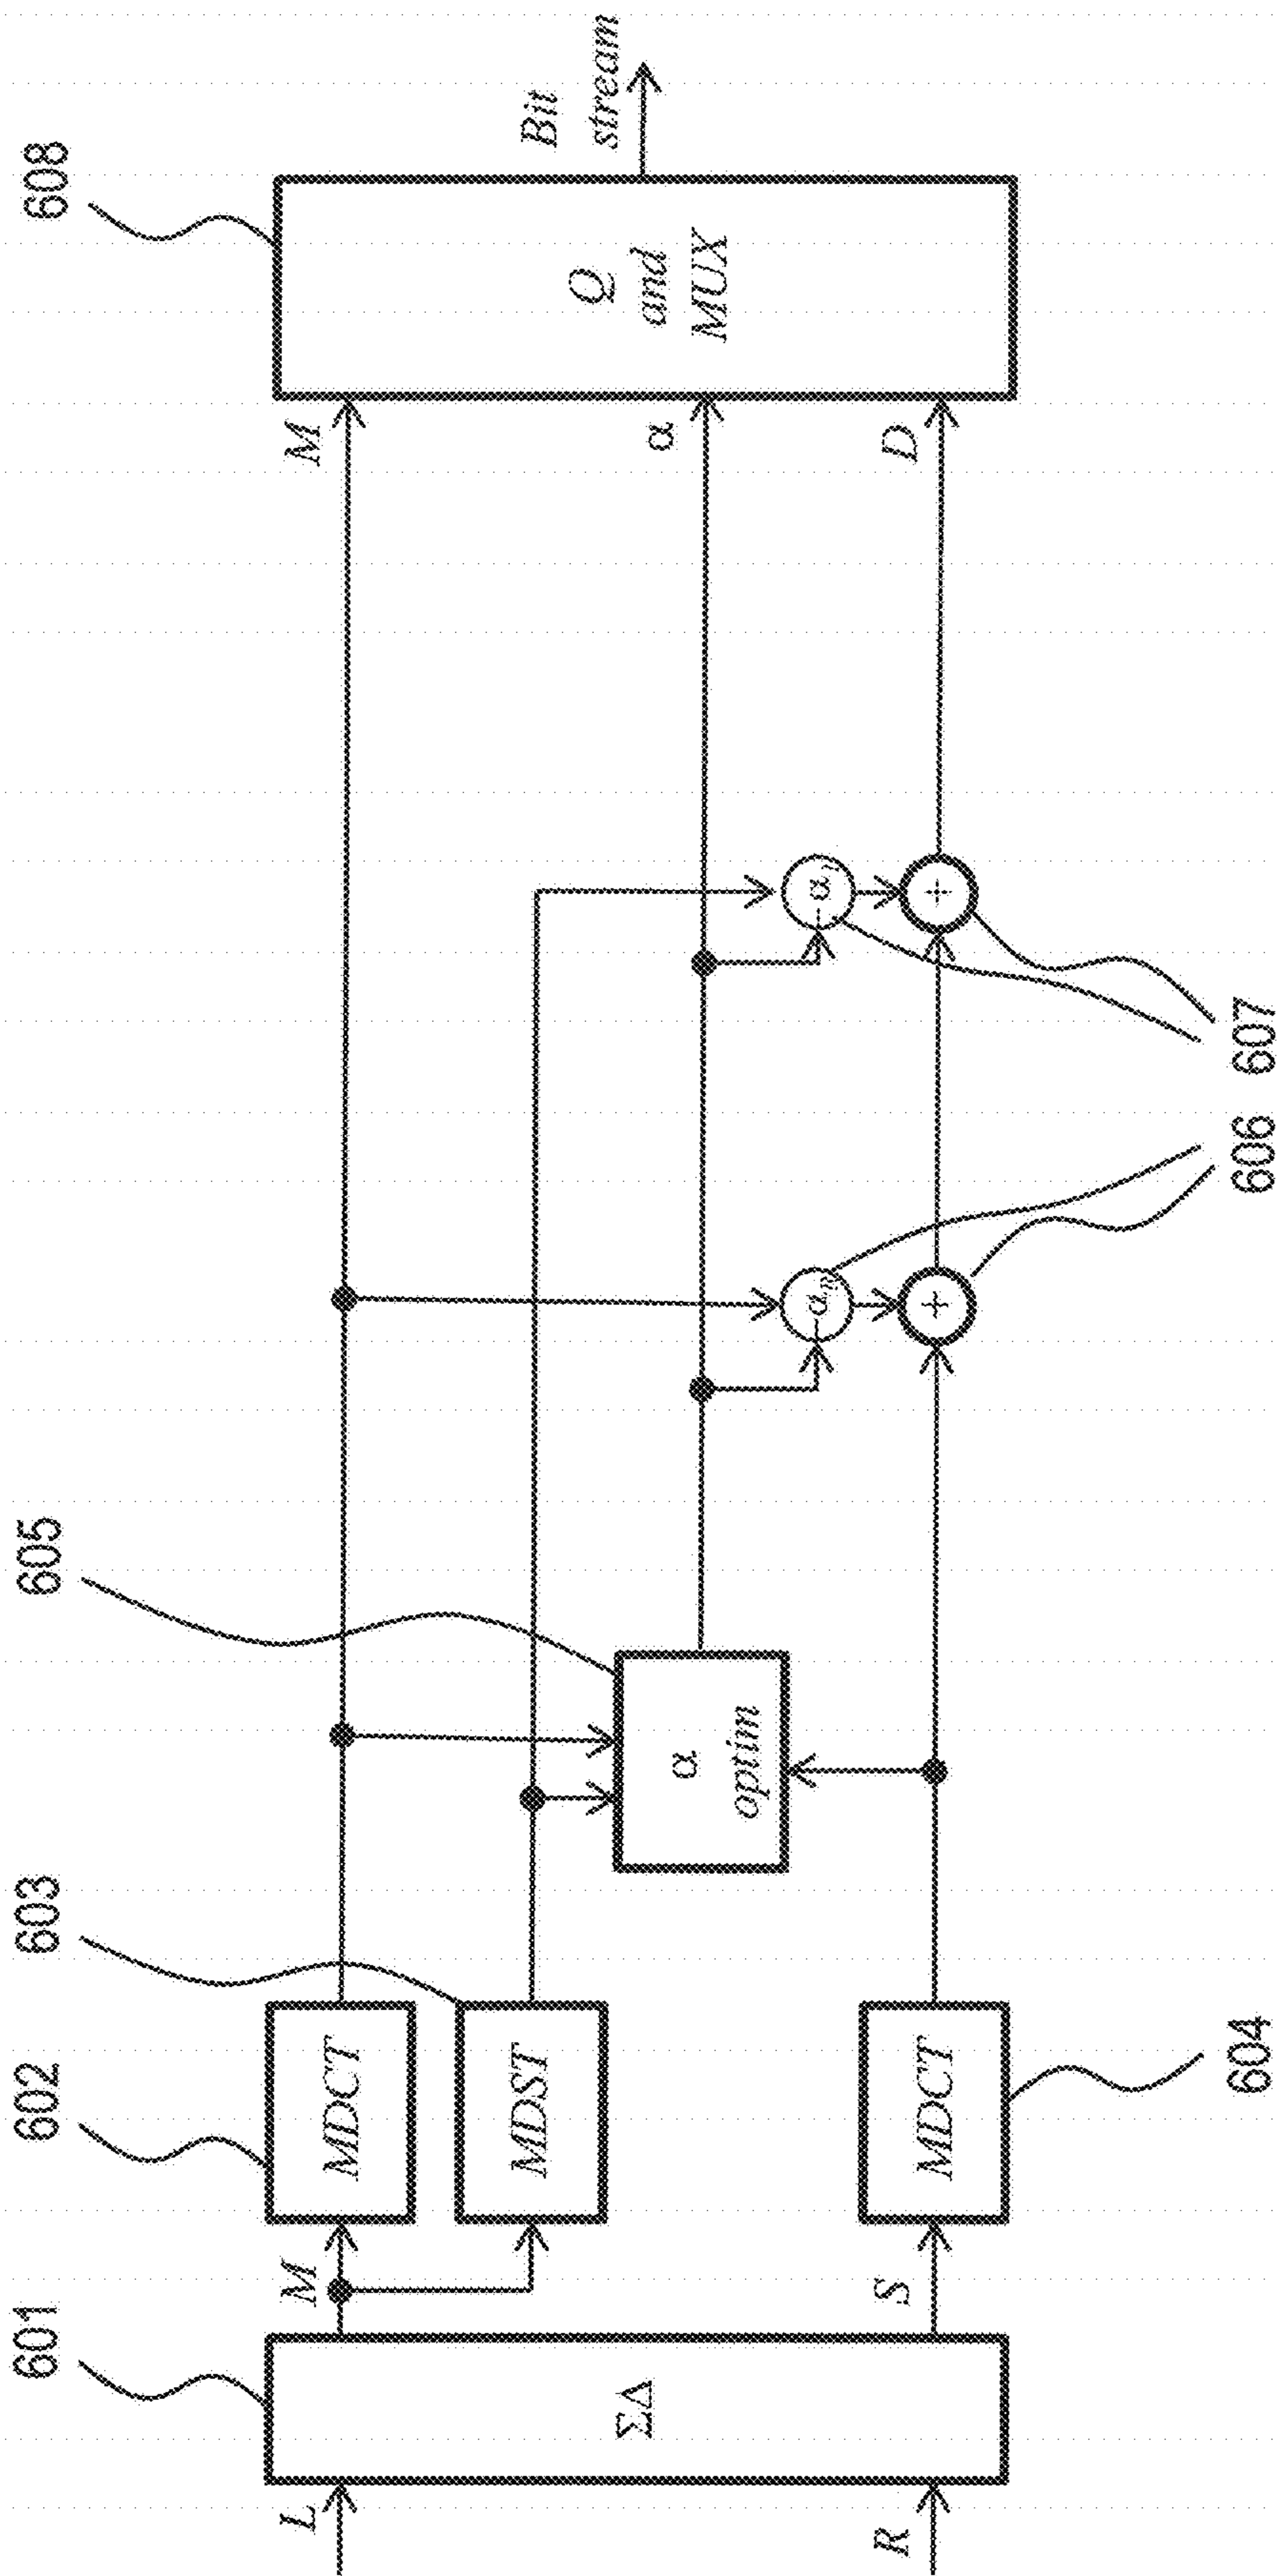 601
602
603
605
608
L
M
MDCT
M
Bit
stream
MDST
ΣΔ
α
optim
α
Q
and
MUX
-α_R
-α_I
R
S
MDCT
+
+
D
604
606
607